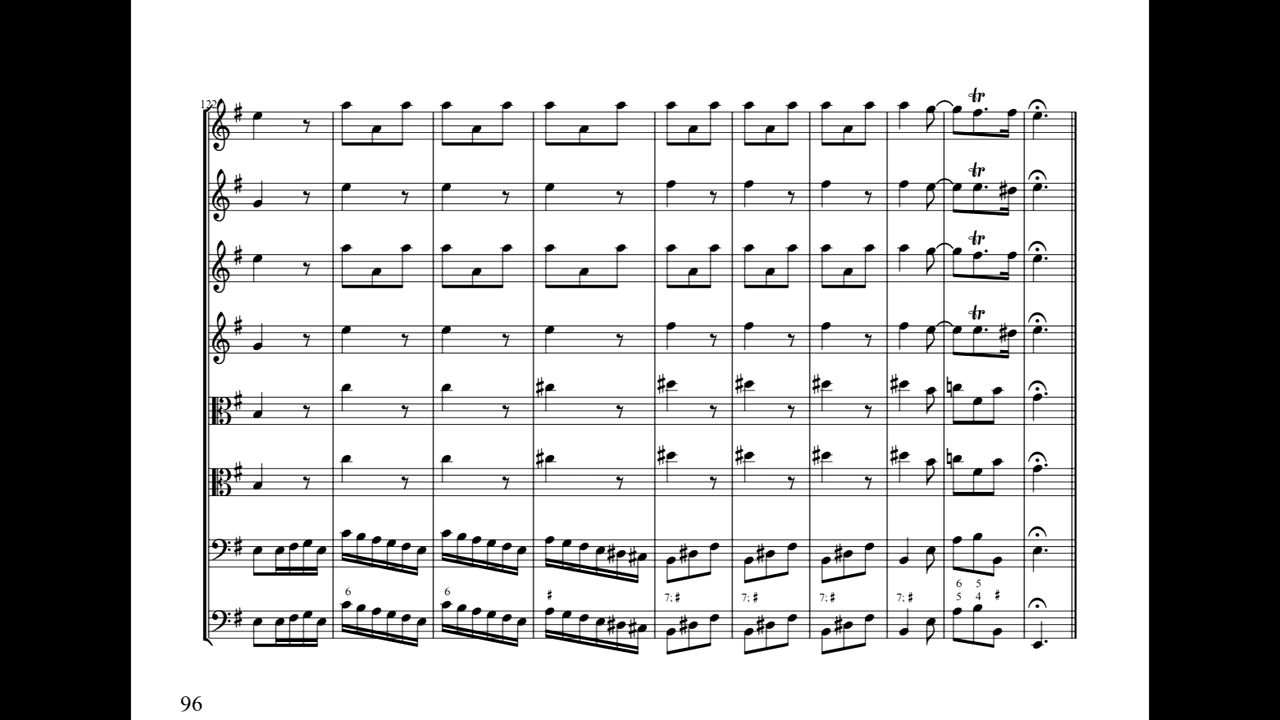 122
tr
tr
tr
tr
6 6 ♯ 7; ♯ 7; ♯ 7; ♯ 7; ♯ 6 5
5 4 ♯
96